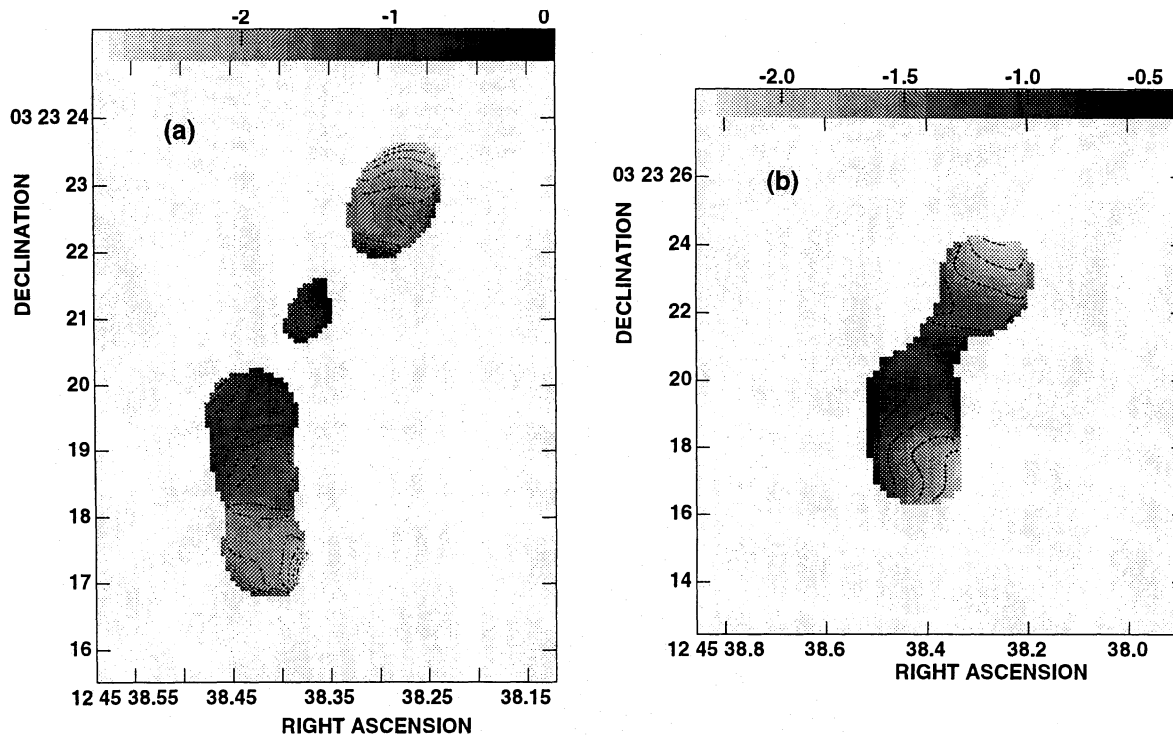 -2 -1 0
(a)
03 23 24
23
22
21
20
19
18
17
16
DECLINATION
12 45 38.55 38.45 38.35 38.25 38.15
RIGHT ASCENSION
-2.0 -1.5 -1.0 -0.5
(b)
03 23 26
24
22
20
18
16
14
DECLINATION
12 45 38.8 38.6 38.4 38.2 38.0
RIGHT ASCENSION